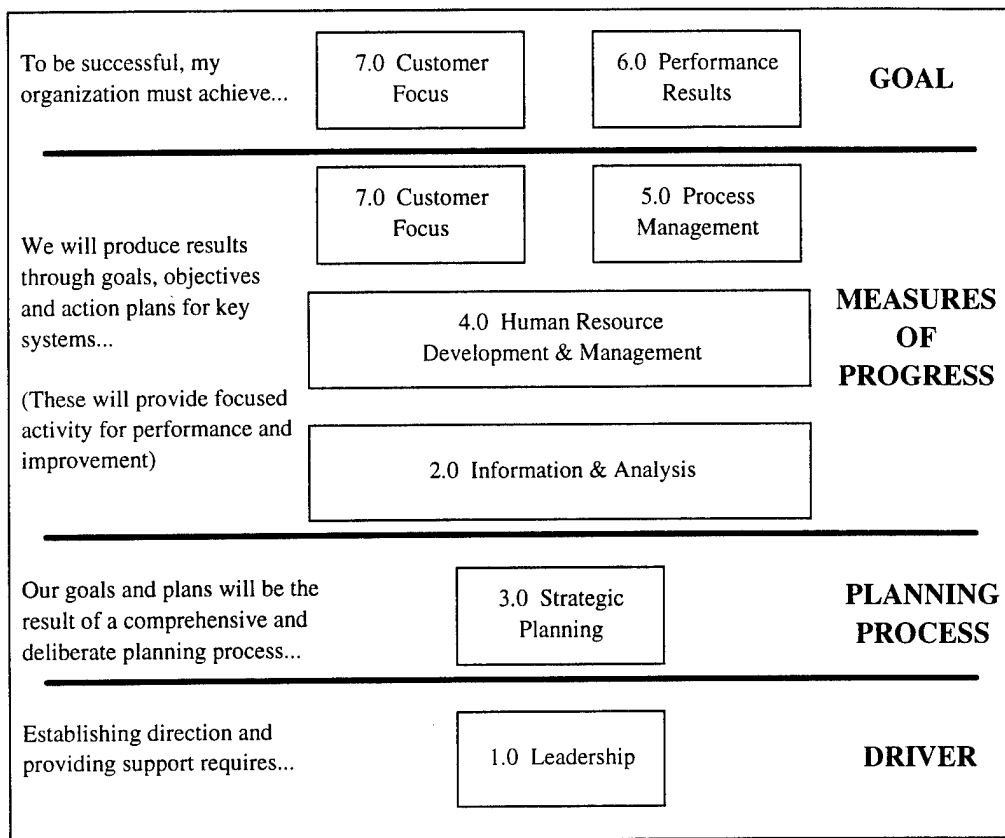 To be successful, my
organization must achieve...
7.0 Customer
Focus
6.0 Performance
Results
GOAL
We will produce results
through goals, objectives
and action plans for key
systems...
(These will provide focused
activity for performance and
improvement)
7.0 Customer
Focus
5.0 Process
Management
4.0 Human Resource
Development & Management
2.0 Information & Analysis
MEASURES
OF
PROGRESS
Our goals and plans will be the
result of a comprehensive and
deliberate planning process...
3.0 Strategic
Planning
PLANNING
PROCESS
Establishing direction and
providing support requires...
1.0 Leadership
DRIVER